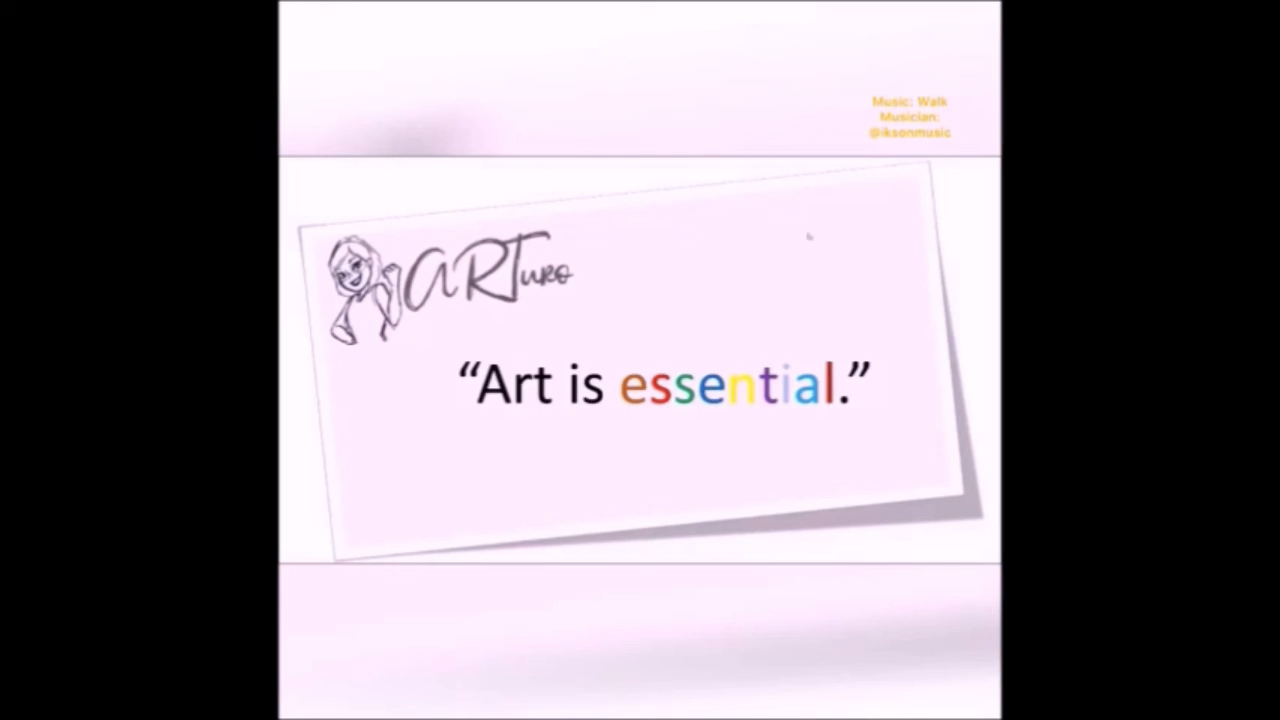 Music: Walk
Musician:
@iksonmusic
ARTuro
“Art is essential.”